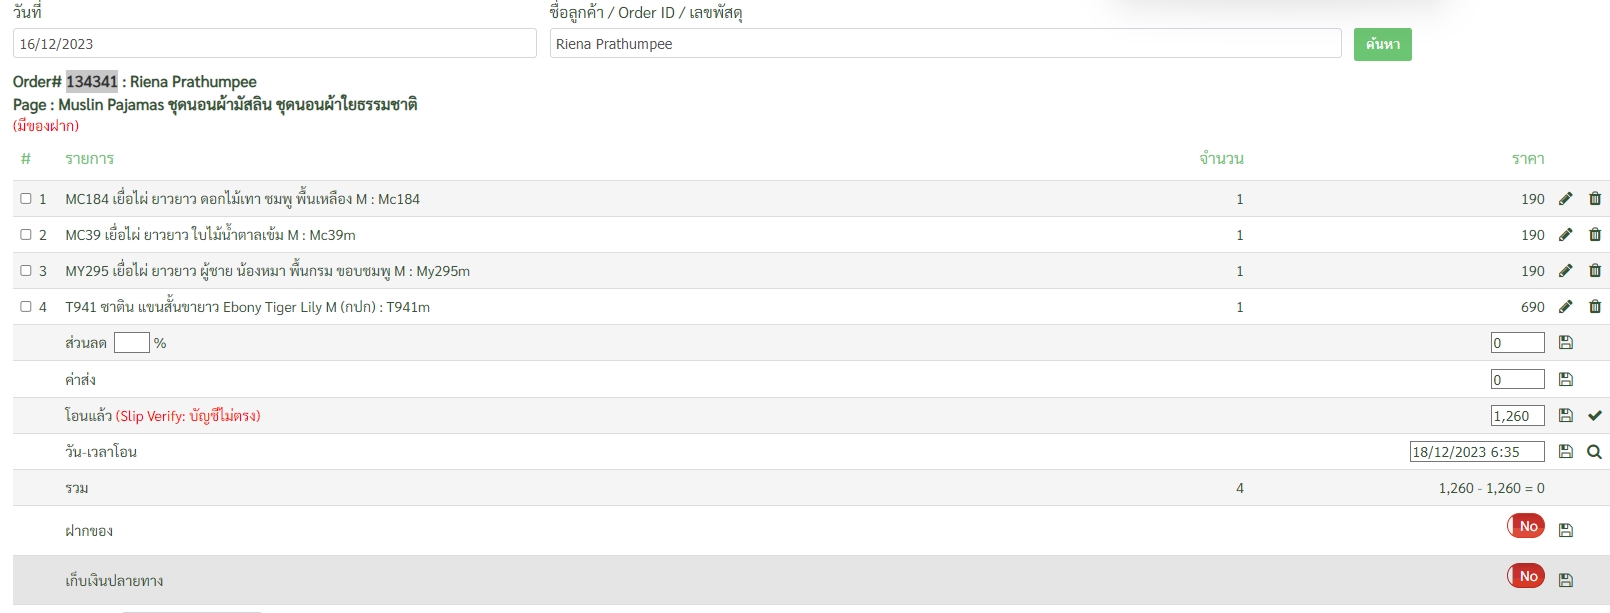 วันที่ ชื่อลูกค้า / Order ID / เลขพัสดุ
16/12/2023 Riena Prathumpee ค้นหา
Order# 134341 : Riena Prathumpee
Page : Muslin Pajamas ชุดนอนผ้ามัสลิน ชุดนอนผ้าใยธรรมชาติ
(มีของฝาก)
# รายการ จำนวน ราคา
1 MC184 เยื่อไผ่ ยาวยาว ดอกไม้เทา ชมพู พื้นเหลือง M : Mc184 1 190
2 MC39 เยื่อไผ่ ยาวยาว ใบไม้น้ำตาลเข้ม M : Mc39m 1 190
3 MY295 เยื่อไผ่ ยาวยาว ผู้ชาย น้องหมา พื้นกรม ขอบชมพู M : My295m 1 190
4 T941 ซาติน แขนสั้นขายาว Ebony Tiger Lily M (กปก) : T941m 1 690
ส่วนลด % 0
ค่าส่ง 0
โอนแล้ว (Slip Verify: บัญชีไม่ตรง) 1,260
วัน-เวลาโอน 18/12/2023 6:35
รวม 4 1,260 - 1,260 = 0
ฝากของ No
เก็บเงินปลายทาง No